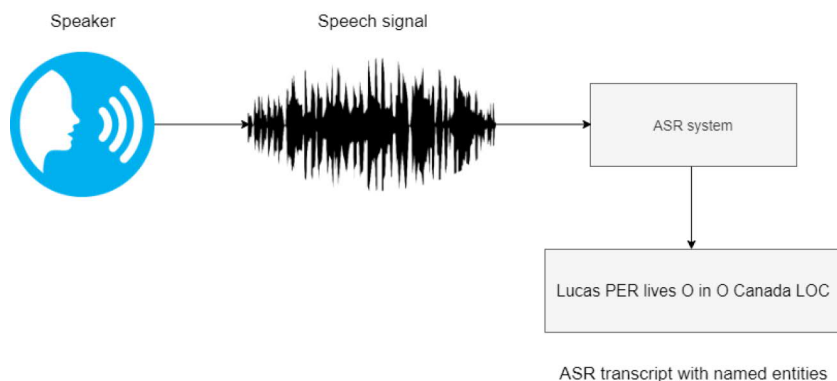 Speaker
Speech signal
ASR system
Lucas PER lives O in O Canada LOC
ASR transcript with named entities